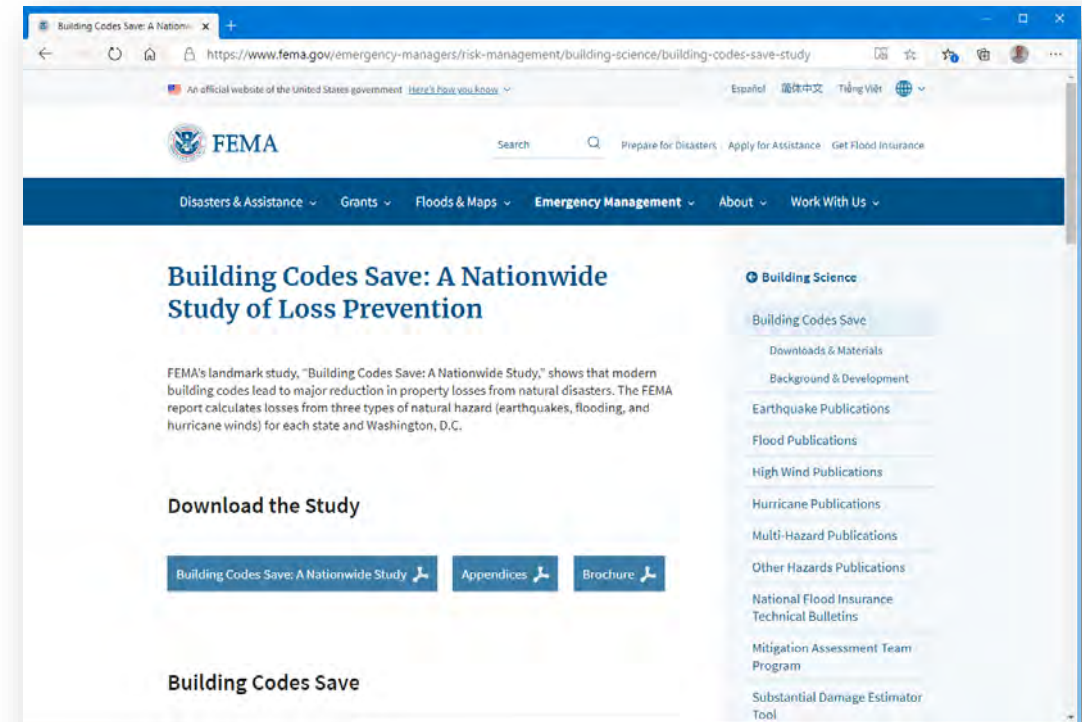 Building Codes Save: A Nation
https://www.fema.gov/emergency-managers/risk-management/building-science/building-codes-save-study
An official website of the United States government Here's how you know
Español 简体中文 Tiếng Việt
FEMA
Search
Prepare for Disasters Apply for Assistance Get Flood Insurance
Disasters & Assistance Grants Floods & Maps Emergency Management About Work With Us
Building Codes Save: A Nationwide
Study of Loss Prevention
FEMA's landmark study, "Building Codes Save: A Nationwide Study," shows that modern
building codes lead to major reduction in property losses from natural disasters. The FEMA
report calculates losses from three types of natural hazard (earthquakes, flooding, and
hurricane winds) for each state and Washington, D.C.
Download the Study
Building Codes Save: A Nationwide Study Appendices Brochure
Building Codes Save
Building Science
Building Codes Save
Downloads & Materials
Background & Development
Earthquake Publications
Flood Publications
High Wind Publications
Hurricane Publications
Multi-Hazard Publications
Other Hazards Publications
National Flood Insurance
Technical Bulletins
Mitigation Assessment Team
Program
Substantial Damage Estimator
Tool